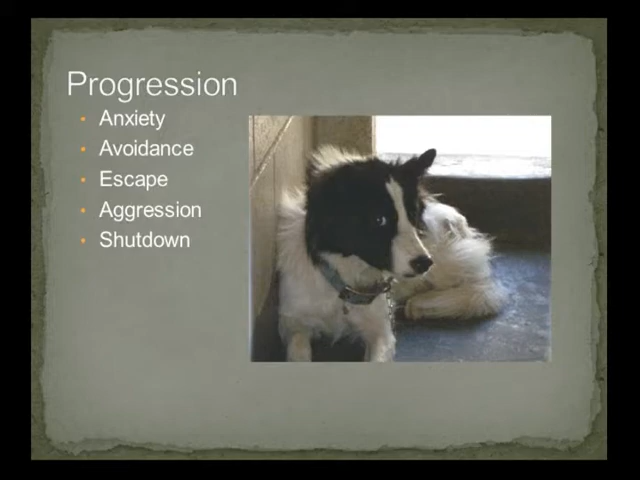 Progression
Anxiety
Avoidance
Escape
Aggression
Shutdown